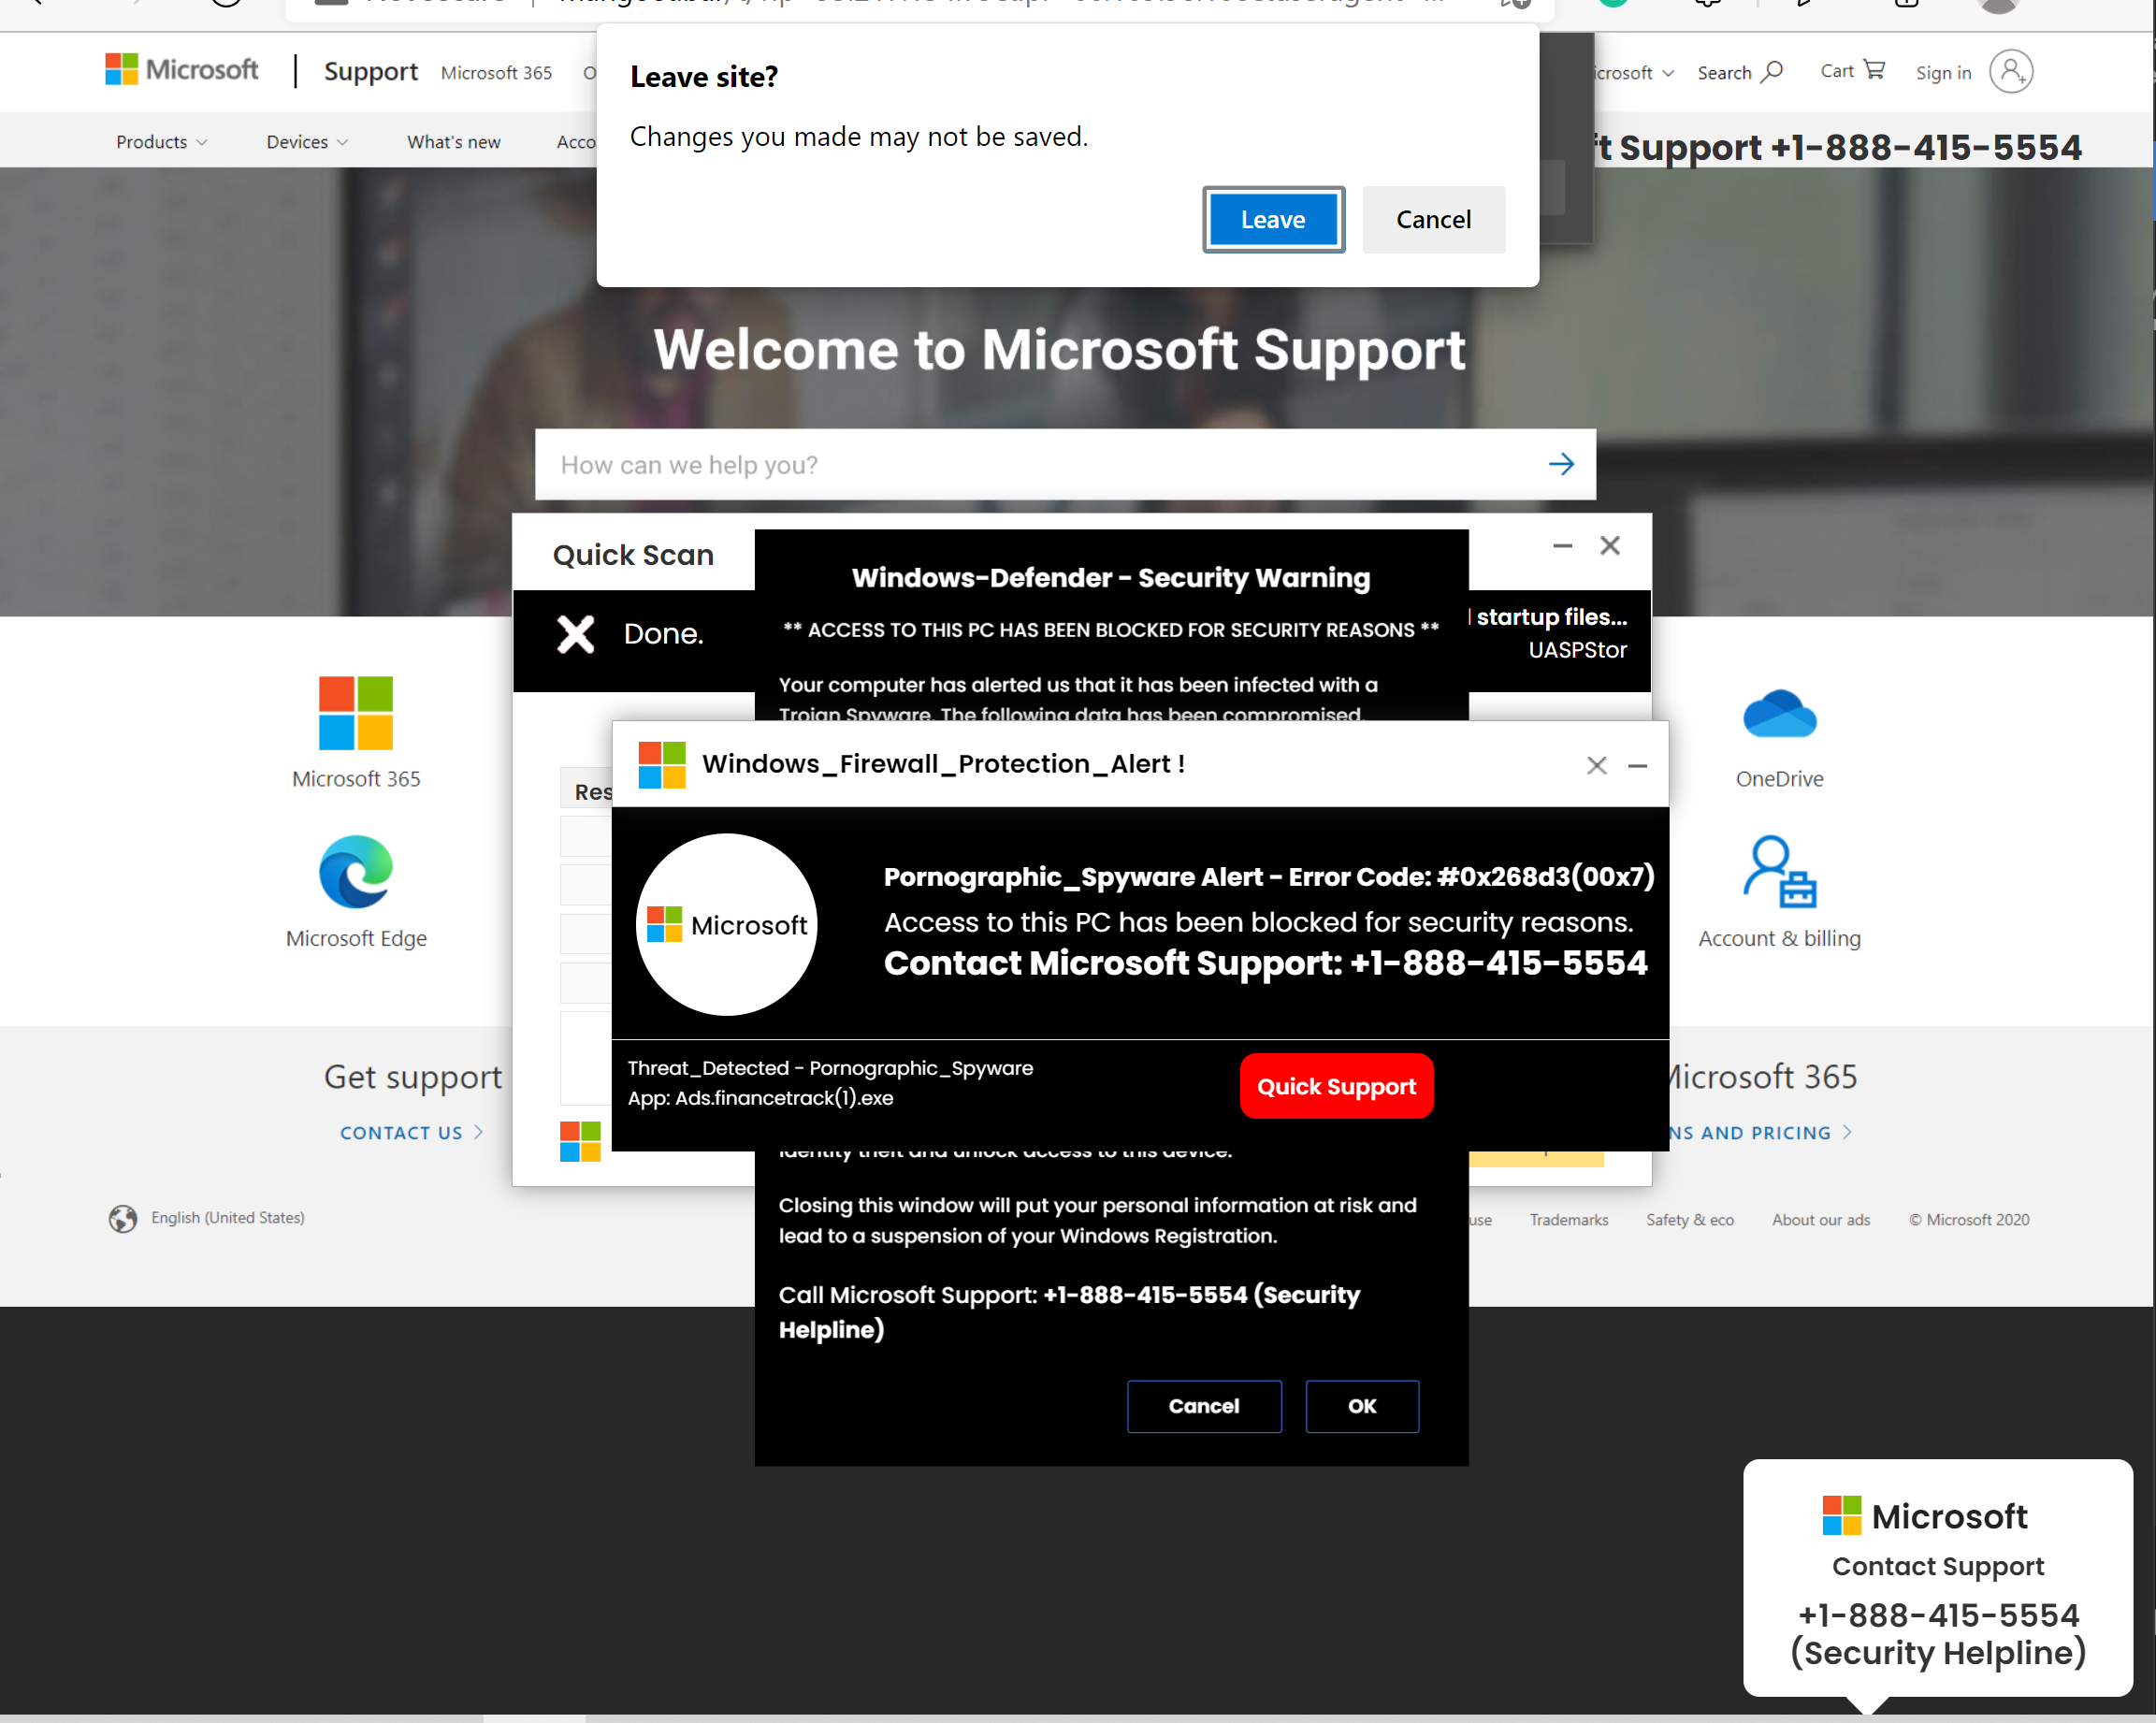 Leave site?
Changes you made may not be saved.
Leave
Cancel
Microsoft
Support
Microsoft 365
Search
Cart
Sign in
Products
Devices
What's new
Support +1-888-415-5554
Welcome to Microsoft Support
How can we help you?
Quick Scan
Done.
startup files...
UASPStor
Windows-Defender - Security Warning
** ACCESS TO THIS PC HAS BEEN BLOCKED FOR SECURITY REASONS **
Your computer has alerted us that it has been infected with a
Trojan Spyware. The following data has been compromised.
Microsoft 365
Microsoft Edge
OneDrive
Account & billing
Windows_Firewall_Protection_Alert !
Microsoft
Pornographic_Spyware Alert - Error Code: #0x268d3(00x7)
Access to this PC has been blocked for security reasons.
Contact Microsoft Support: +1-888-415-5554
Threat_Detected - Pornographic_Spyware
App: Ads.financetrack(1).exe
Quick Support
identity theft and unlock access to this device.
Closing this window will put your personal information at risk and
lead to a suspension of your Windows Registration.
Call Microsoft Support: +1-888-415-5554 (Security
Helpline)
Cancel
OK
Get support
CONTACT US
Microsoft 365
AND PRICING
English (United States)
Trademarks
Safety & eco
About our ads
© Microsoft 2020
Microsoft
Contact Support
+1-888-415-5554
(Security Helpline)